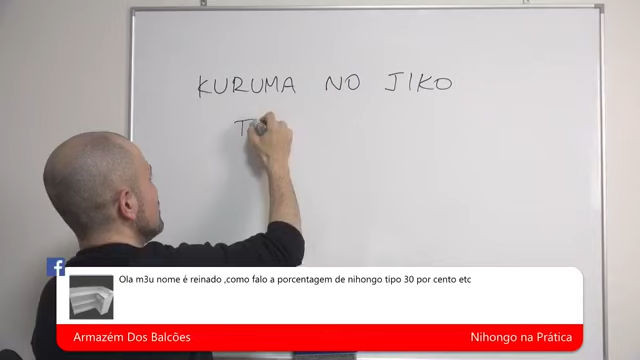 KURUMA NO JIKO
T
Ola m3u nome é reinado ,como falo a porcentagem de nihongo tipo 30 por cento etc
Armazém Dos Balcões
Nihongo na Prática